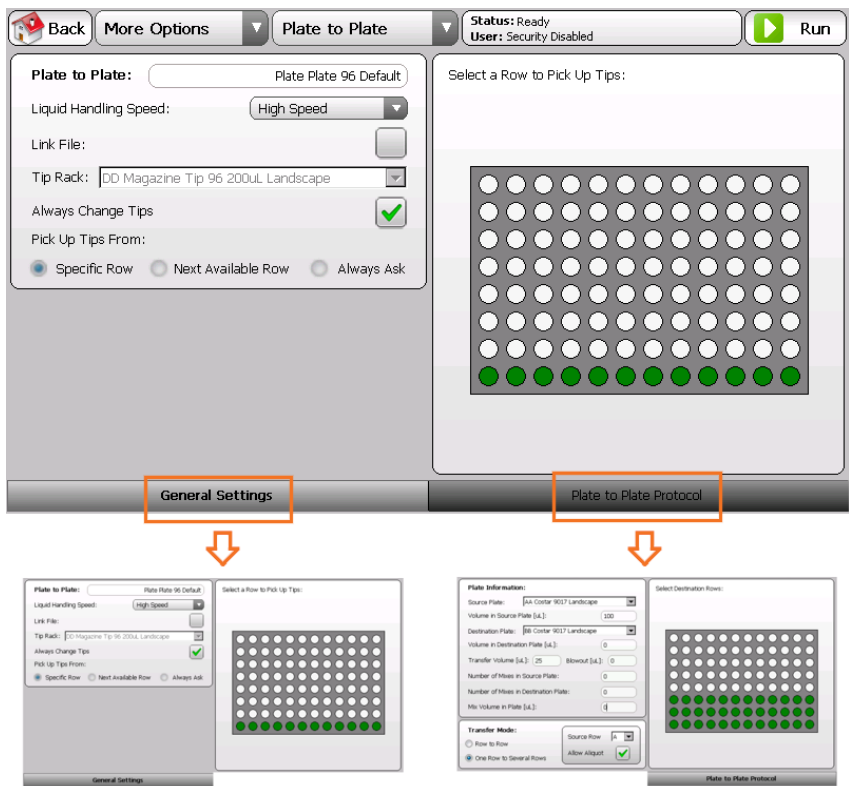 Back
More Options
Plate to Plate
Status: Ready
User: Security Disabled
Run
Plate to Plate: Plate Plate 96 Default
Liquid Handling Speed: High Speed
Link File:
Tip Rack: DD Magazine Tip 96 200uL Landscape
Always Change Tips
Pick Up Tips From:
Specific Row Next Available Row Always Ask
Select a Row to Pick Up Tips:
General Settings
Plate to Plate Protocol
Plate to Plate: Plate Plate 96 Default
Liquid Handling Speed: High Speed
Link File:
Tip Rack: DD Magazine Tip 96 200uL Landscape
Always Change Tips
Pick Up Tips From:
Specific Row Next Available Row Always Ask
Select a Row to Pick Up Tips:
General Settings
Plate Information:
Source Plate: AA Costar 9017 Landscape
Volume in Source Plate [uL]: 100
Destination Plate: BB Costar 9017 Landscape
Volume in Destination Plate [uL]: 0
Transfer Volume [uL]: 25 Blowout [uL]: 0
Number of Mixes in Source Plate: 0
Number of Mixes in Destination Plate: 0
Mix Volume in Plate [uL]: 0
Transfer Mode:
Row to Row
One Row to Several Rows
Source Row A
Allow Aliquot
Select Destination Rows:
Plate to Plate Protocol